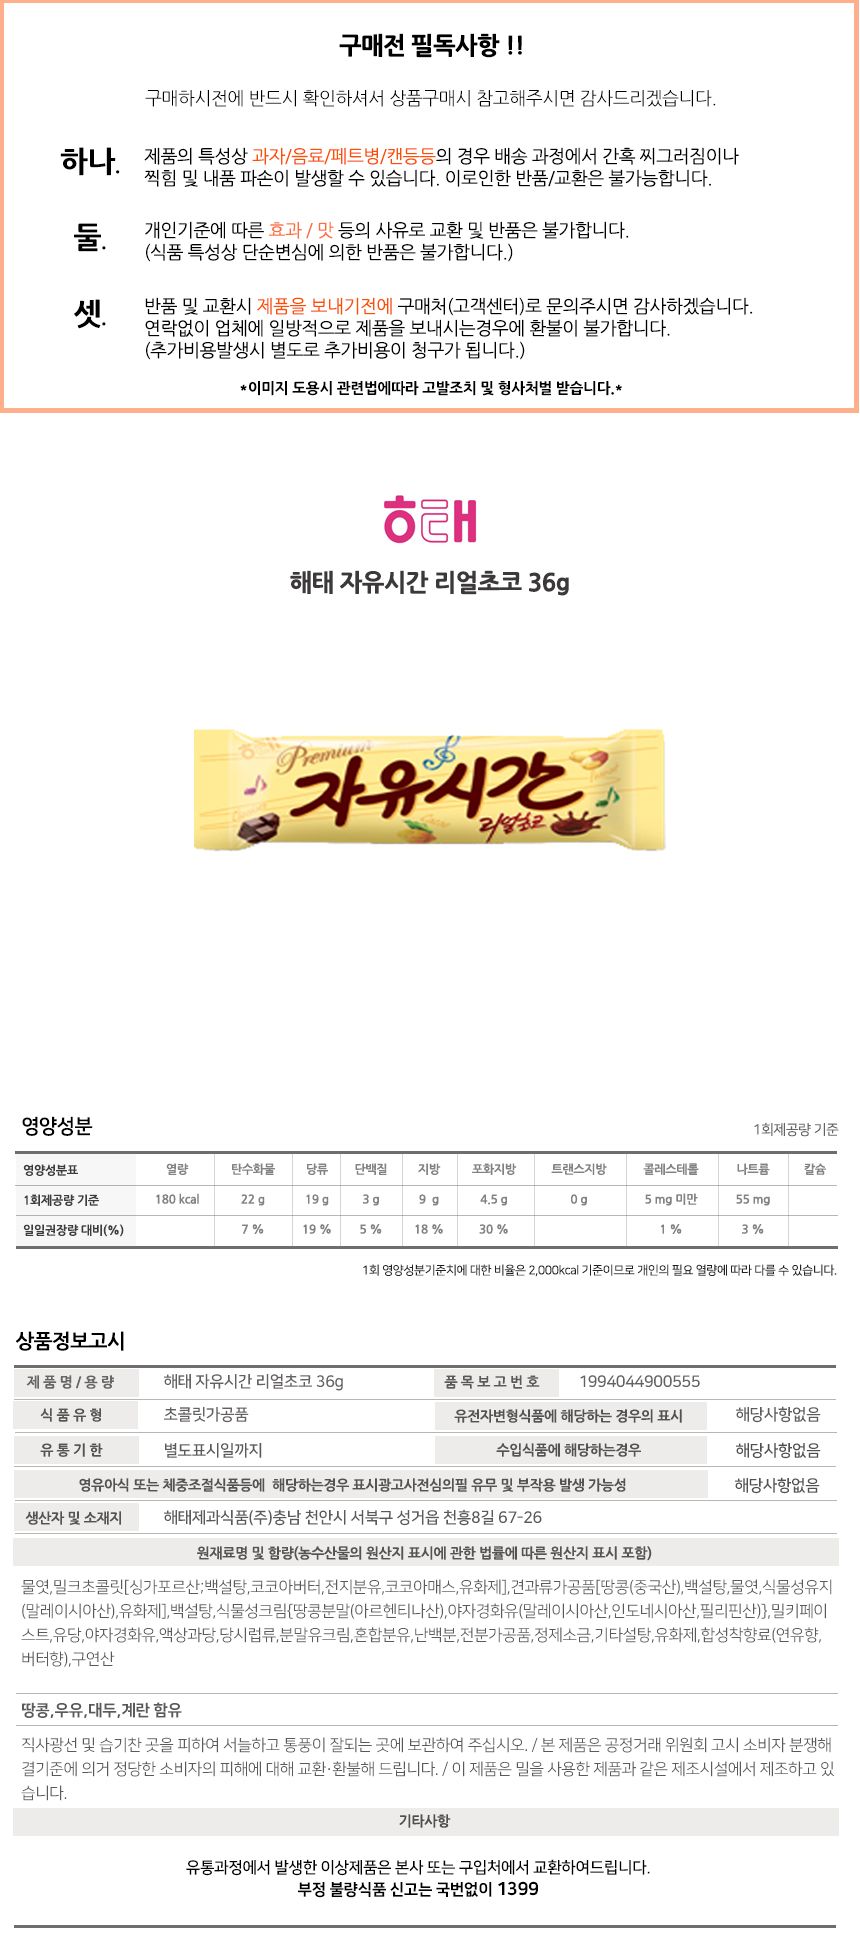 구매전 필독사항 !!
구매하시전에 반드시 확인하셔서 상품구매시 참고해주시면 감사드리겠습니다.
하나. 제품의 특성상 과자/음료/페트병/캔등등의 경우 배송 과정에서 간혹 찌그러짐이나
찍힘 및 내품 파손이 발생할 수 있습니다. 이로인한 반품/교환은 불가능합니다.
둘. 개인기준에 따른 효과 / 맛 등의 사유로 교환 및 반품은 불가합니다.
(식품 특성상 단순변심에 의한 반품은 불가합니다.)
셋. 반품 및 교환시 제품을 보내기전에 구매처(고객센터)로 문의주시면 감사하겠습니다.
연락없이 업체에 일방적으로 제품을 보내시는경우에 환불이 불가합니다.
(추가비용발생시 별도로 추가비용이 청구가 됩니다.)
*이미지 도용시 관련법에따라 고발조치 및 형사처벌 받습니다.*
해태
해태 자유시간 리얼초코 36g
해태
Premium
자유시간
리얼초코
Cacao
영양성분
1회제공량 기준
영양성분표 열량 탄수화물 당류 단백질 지방 포화지방 트랜스지방 콜레스테롤 나트륨 칼슘
1회제공량 기준 180 kcal 22 g 19 g 3 g 9 g 4.5 g 0 g 5 mg 미만 55 mg
일일권장량 대비(%) 7 % 19 % 5 % 18 % 30 % 1 % 3 %
1회 영양성분기준치에 대한 비율은 2,000kcal 기준이므로 개인의 필요 열량에 따라 다를 수 있습니다.
상품정보고시
제 품 명 / 용 량 해태 자유시간 리얼초코 36g 품 목 보 고 번 호 1994044900555
식 품 유 형 초콜릿가공품 유전자변형식품에 해당하는 경우의 표시 해당사항없음
유 통 기 한 별도표시일까지 수입식품에 해당하는경우 해당사항없음
영유아식 또는 체중조절식품등에 해당하는경우 표시광고사전심의필 유무 및 부작용 발생 가능성 해당사항없음
생산자 및 소재지 해태제과식품(주)충남 천안시 서북구 성거읍 천흥8길 67-26
원재료명 및 함량(농수산물의 원산지 표시에 관한 법률에 따른 원산지 표시 포함)
물엿,밀크초콜릿[싱가포르산;백설탕,코코아버터,전지분유,코코아매스,유화제],견과류가공품[땅콩(중국산),백설탕,물엿,식물성유지
(말레이시아산),유화제],백설탕,식물성크림{땅콩분말(아르헨티나산),야자경화유(말레이시아산,인도네시아산,필리핀산)},밀키페이
스트,유당,야자경화유,액상과당,당시럽류,분말유크림,혼합분유,난백분,전분가공품,정제소금,기타설탕,유화제,합성착향료(연유향,
버터향),구연산
땅콩,우유,대두,계란 함유
직사광선 및 습기찬 곳을 피하여 서늘하고 통풍이 잘되는 곳에 보관하여 주십시오. / 본 제품은 공정거래 위원회 고시 소비자 분쟁해
결기준에 의거 정당한 소비자의 피해에 대해 교환·환불해 드립니다. / 이 제품은 밀을 사용한 제품과 같은 제조시설에서 제조하고 있
습니다.
기타사항
유통과정에서 발생한 이상제품은 본사 또는 구입처에서 교환하여드립니다.
부정 불량식품 신고는 국번없이 1399